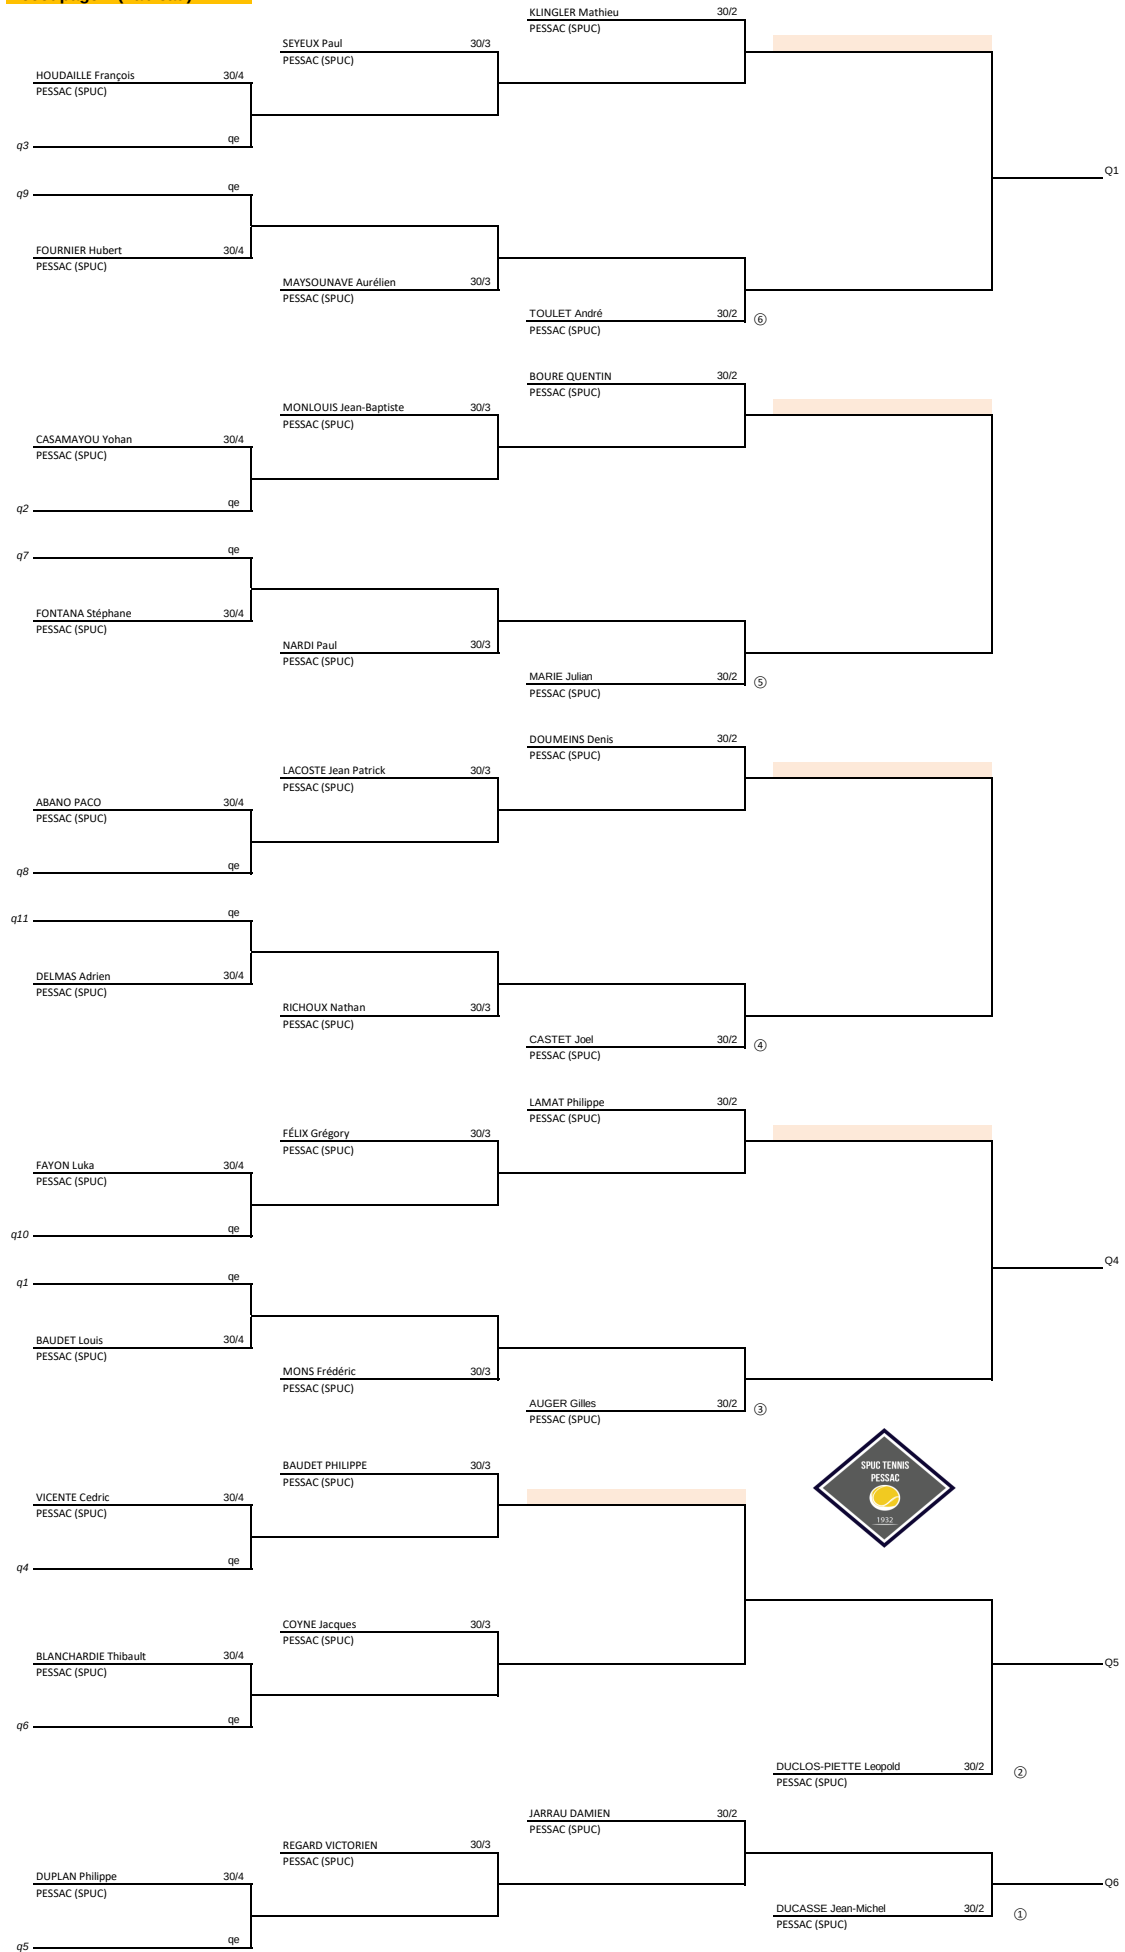 KLINGLER Mathieu 30/2
PESSAC (SPUC)
SEYEUX Paul 30/3
PESSAC (SPUC)
HOUDAILLE François 30/4
PESSAC (SPUC)
q3 qe
Q1
q9 qe
FOURNIER Hubert 30/4
PESSAC (SPUC)
MAYSOUNAVE Aurélien 30/3
PESSAC (SPUC)
TOULET André 30/2 ⑥
PESSAC (SPUC)
BOURE QUENTIN 30/2
PESSAC (SPUC)
MONLOUIS Jean-Baptiste 30/3
PESSAC (SPUC)
CASAMAYOU Yohan 30/4
PESSAC (SPUC)
q2 qe
q7 qe
FONTANA Stéphane 30/4
PESSAC (SPUC)
NARDI Paul 30/3
PESSAC (SPUC)
MARIE Julian 30/2 ⑤
PESSAC (SPUC)
DOUMEINS Denis 30/2
PESSAC (SPUC)
LACOSTE Jean Patrick 30/3
PESSAC (SPUC)
ABANO PACO 30/4
PESSAC (SPUC)
q8 qe
q11 qe
DELMAS Adrien 30/4
PESSAC (SPUC)
RICHOUX Nathan 30/3
PESSAC (SPUC)
CASTET Joel 30/2 ④
PESSAC (SPUC)
LAMAT Philippe 30/2
PESSAC (SPUC)
FÉLIX Grégory 30/3
PESSAC (SPUC)
FAYON Luka 30/4
PESSAC (SPUC)
q10 qe
Q4
q1 qe
BAUDET Louis 30/4
PESSAC (SPUC)
MONS Frédéric 30/3
PESSAC (SPUC)
AUGER Gilles 30/2 ③
PESSAC (SPUC)
SPUC TENNIS
PESSAC
1932
BAUDET PHILIPPE 30/3
PESSAC (SPUC)
VICENTE Cedric 30/4
PESSAC (SPUC)
q4 qe
COYNE Jacques 30/3
PESSAC (SPUC)
BLANCHARDIE Thibault 30/4
PESSAC (SPUC)
Q5
q6 qe
DUCLOS-PIETTE Leopold 30/2 ②
PESSAC (SPUC)
JARRAU DAMIEN 30/2
PESSAC (SPUC)
REGARD VICTORIEN 30/3
PESSAC (SPUC)
DUPLAN Philippe 30/4
PESSAC (SPUC)
Q6
DUCASSE Jean-Michel 30/2 ①
PESSAC (SPUC)
q5 qe